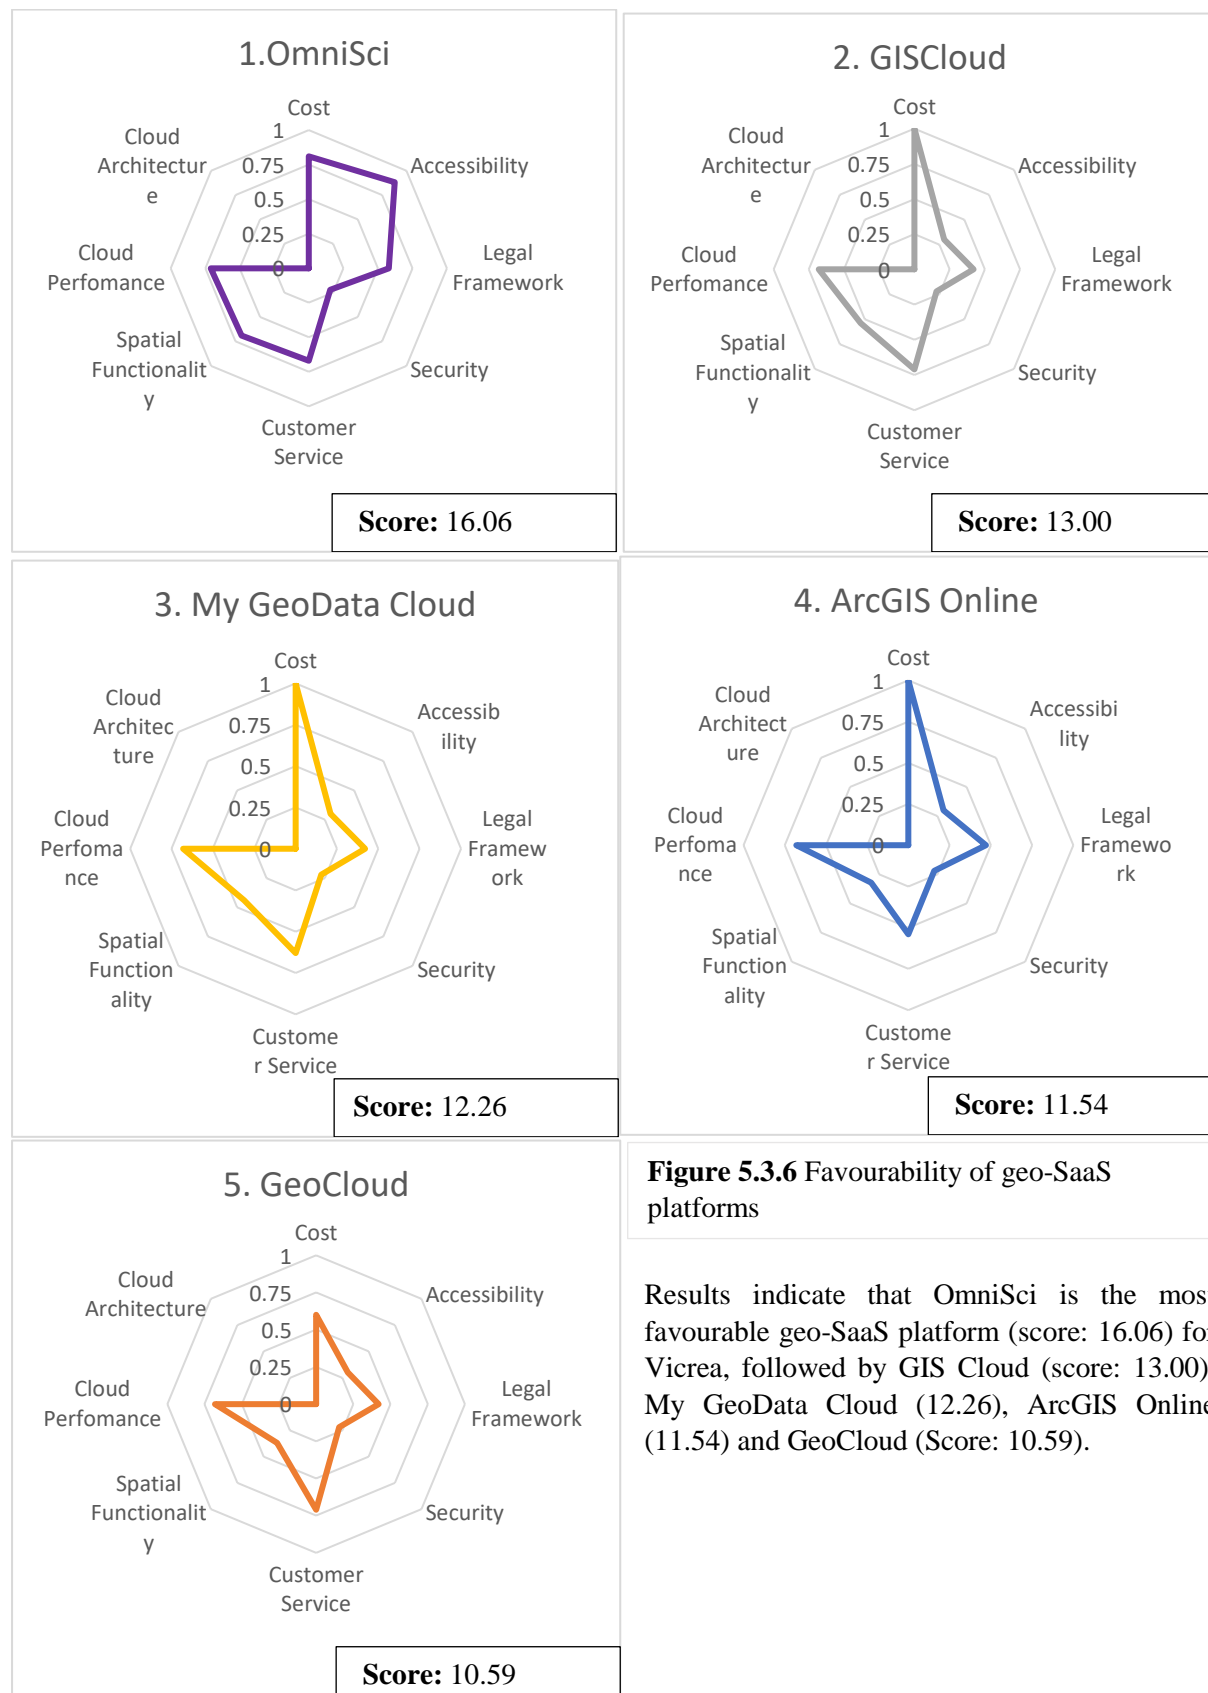 1.OmniSci
Cost
1
0.75
0.5
0.25
0
Accessibility
Legal
Framework
Security
Customer
Service
Spatial
Functionalit
y
Cloud
Perfomance
Cloud
Architectur
e
Score: 16.06
2. GISCloud
Cost
1
0.75
0.5
0.25
0
Accessibility
Legal
Framework
Security
Customer
Service
Spatial
Functionalit
y
Cloud
Perfomance
Cloud
Architectur
e
Score: 13.00
3. My GeoData Cloud
Cost
1
0.75
0.5
0.25
0
Accessib
ility
Legal
Framew
ork
Security
Custome
r Service
Spatial
Function
ality
Cloud
Perfoma
nce
Cloud
Architec
ture
Score: 12.26
4. ArcGIS Online
Cost
1
0.75
0.5
0.25
0
Accessibi
lity
Legal
Framewo
rk
Security
Custome
r Service
Spatial
Function
ality
Cloud
Perfoma
nce
Cloud
Architect
ure
Score: 11.54
5. GeoCloud
Cost
1
0.75
0.5
0.25
0
Accessibility
Legal
Framework
Security
Customer
Service
Spatial
Functionalit
y
Cloud
Perfomance
Cloud
Architecture
Score: 10.59
Figure 5.3.6 Favourability of geo-SaaS
platforms
Results indicate that OmniSci is the mos
favourable geo-SaaS platform (score: 16.06) for
Vicrea, followed by GIS Cloud (score: 13.00)
My GeoData Cloud (12.26), ArcGIS Online
(11.54) and GeoCloud (Score: 10.59).